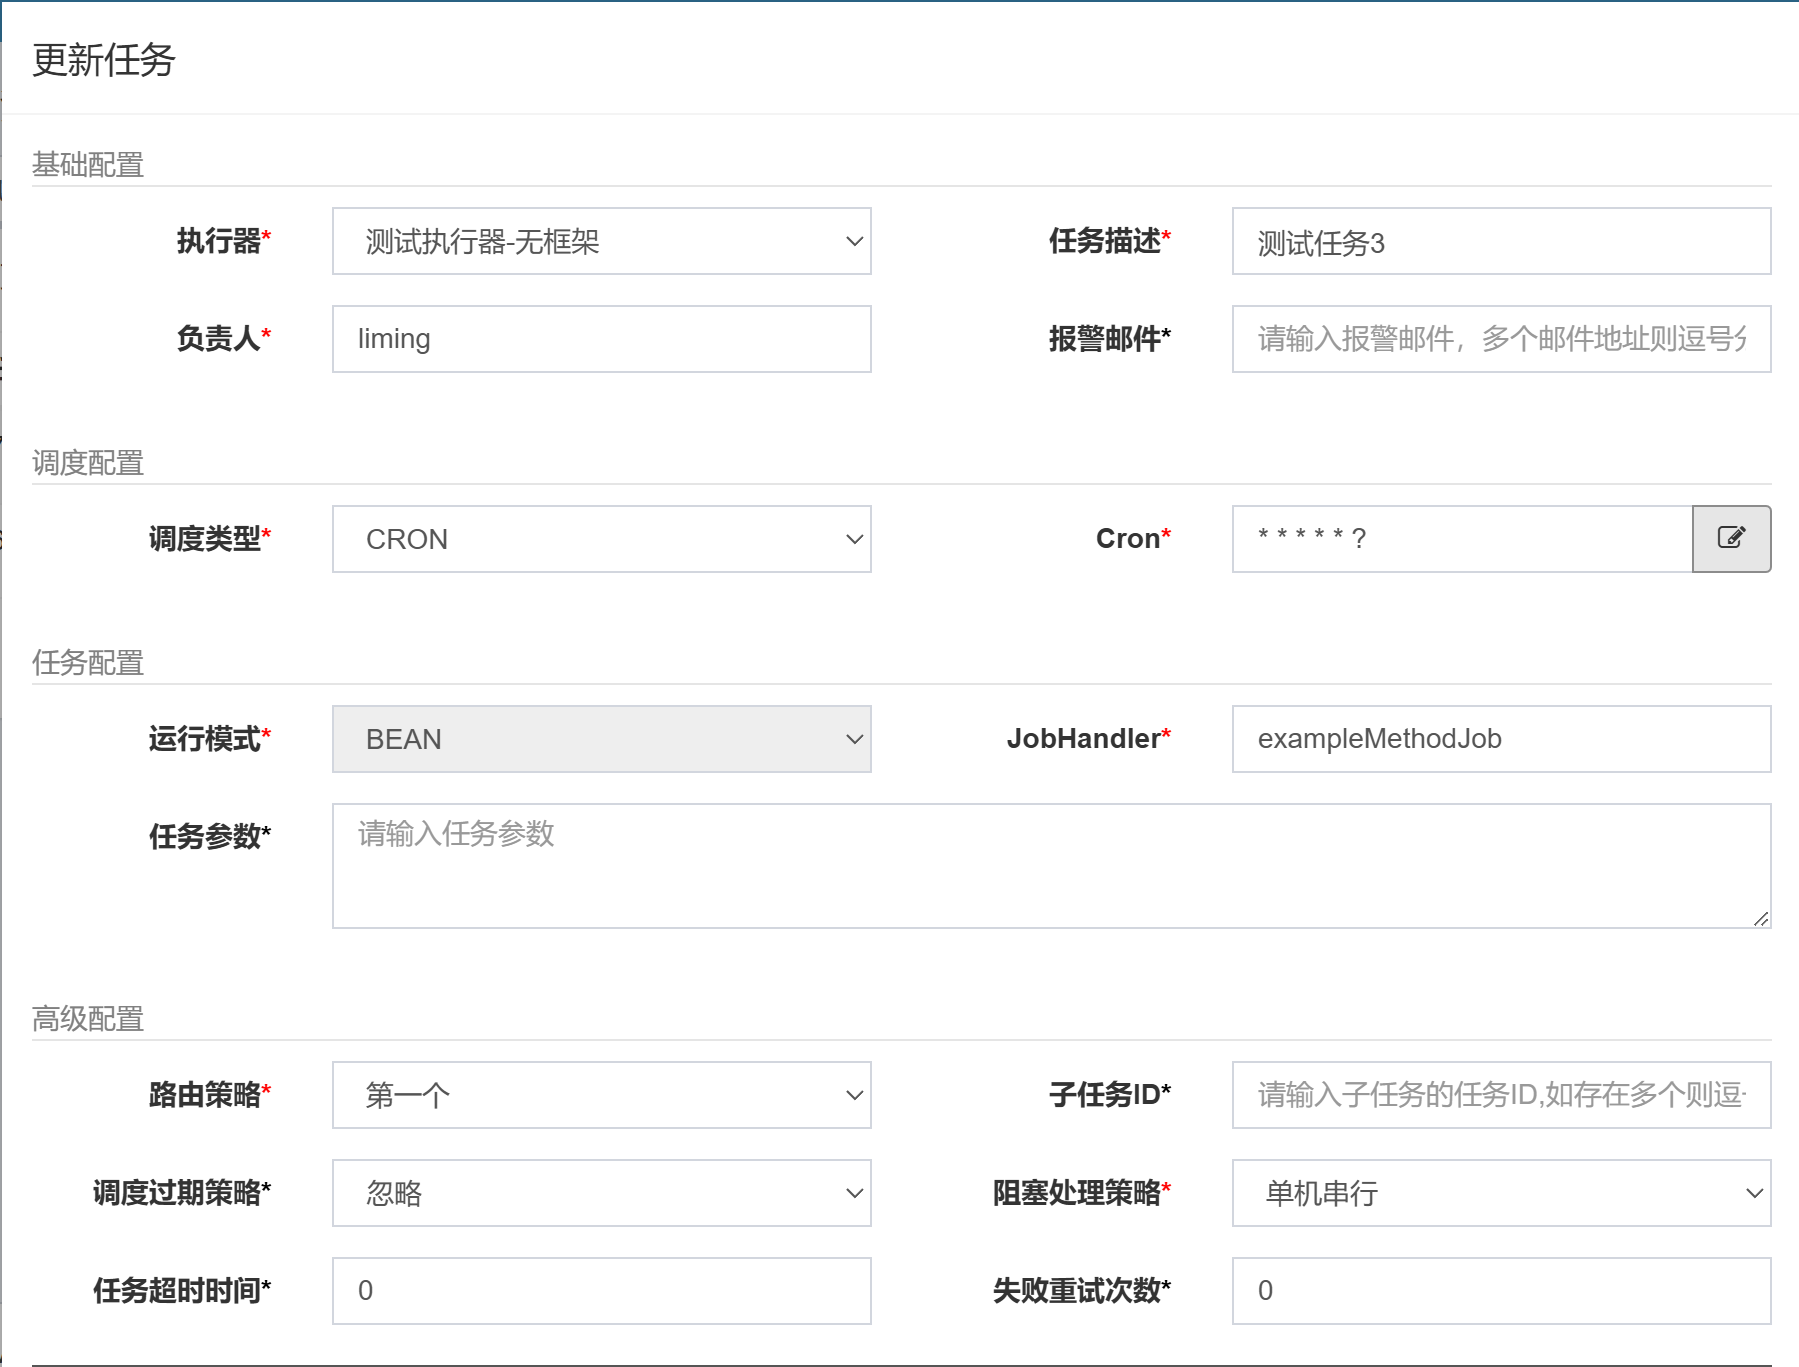 更新任务
基础配置
执行器* 测试执行器-无框架 任务描述* 测试任务3
负责人* liming 报警邮件* 请输入报警邮件，多个邮件地址则逗号分
调度配置
调度类型* CRON Cron* * * * * * ?
任务配置
运行模式* BEAN JobHandler* exampleMethodJob
任务参数* 请输入任务参数
高级配置
路由策略* 第一个 子任务ID* 请输入子任务的任务ID,如存在多个则逗
调度过期策略* 忽略 阻塞处理策略* 单机串行
任务超时时间* 0 失败重试次数* 0